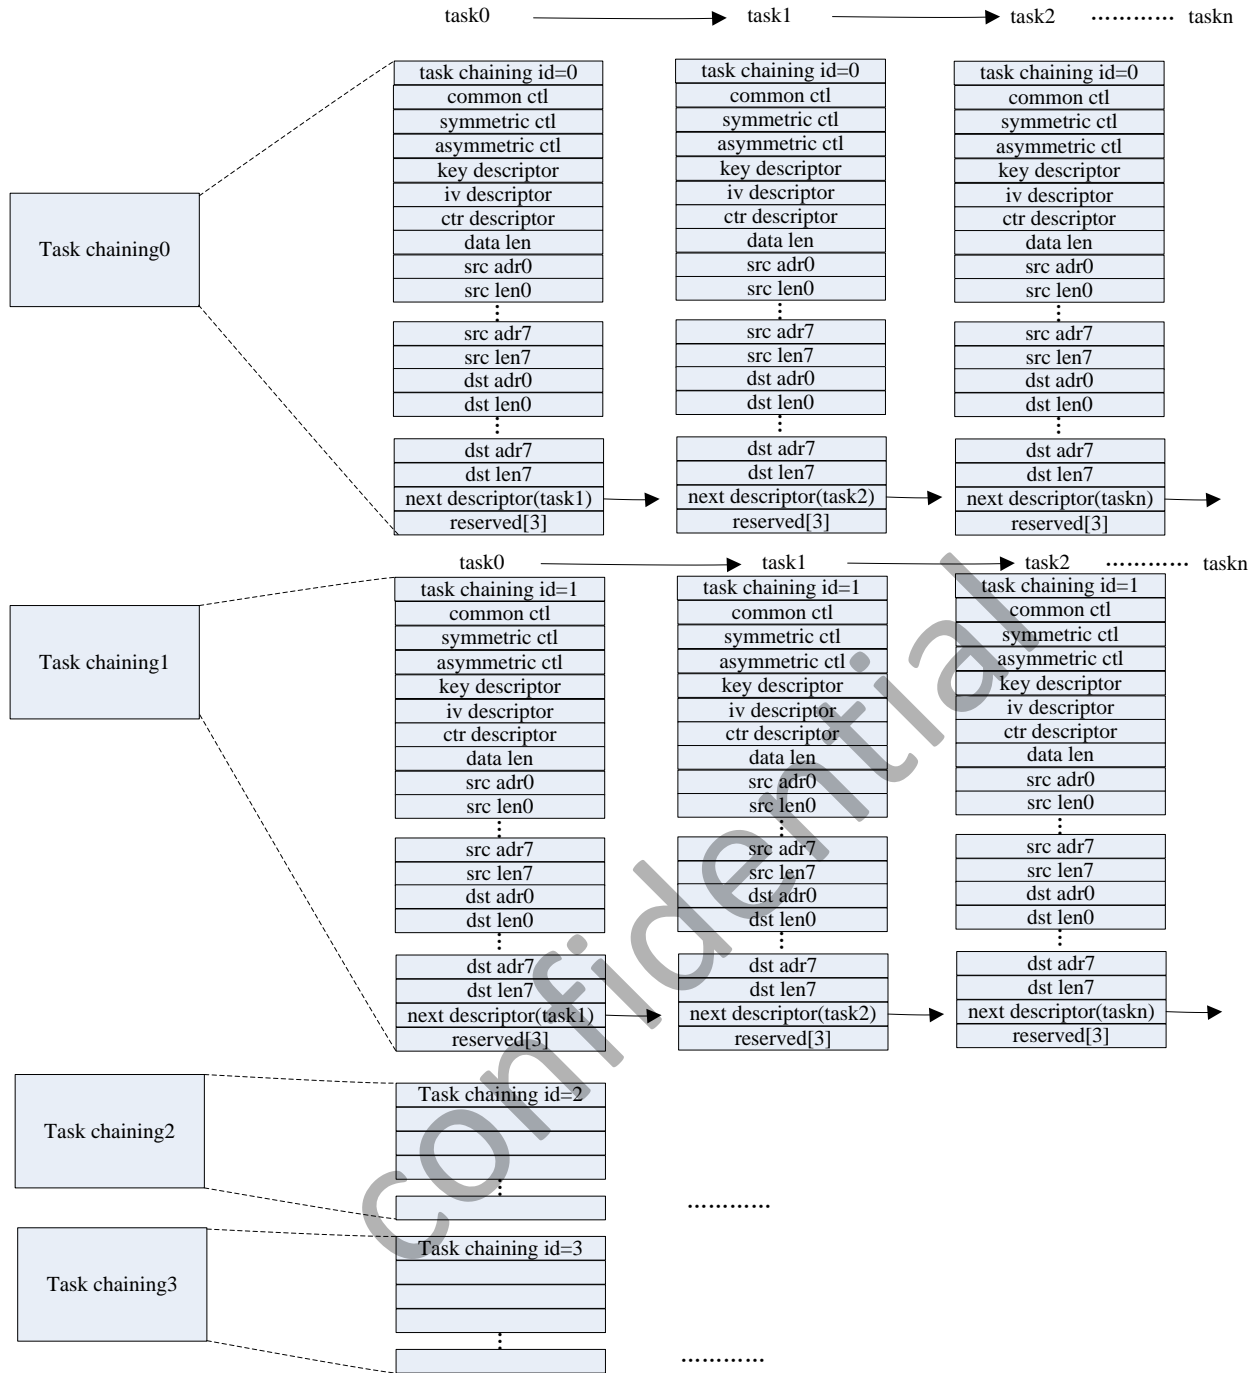 task0 task1 task2 ............ taskn
Task chaining0
task chaining id=0
common ctl
symmetric ctl
asymmetric ctl
key descriptor
iv descriptor
ctr descriptor
data len
src adr0
src len0
src adr7
src len7
dst adr0
dst len0
dst adr7
dst len7
next descriptor(task1)
reserved[3]
task chaining id=0
common ctl
symmetric ctl
asymmetric ctl
key descriptor
iv descriptor
ctr descriptor
data len
src adr0
src len0
src adr7
src len7
dst adr0
dst len0
dst adr7
dst len7
next descriptor(task2)
reserved[3]
task chaining id=0
common ctl
symmetric ctl
asymmetric ctl
key descriptor
iv descriptor
ctr descriptor
data len
src adr0
src len0
src adr7
src len7
dst adr0
dst len0
dst adr7
dst len7
next descriptor(taskn)
reserved[3]
task0 task1 task2 ............ taskn
Task chaining1
task chaining id=1
common ctl
symmetric ctl
asymmetric ctl
key descriptor
iv descriptor
ctr descriptor
data len
src adr0
src len0
src adr7
src len7
dst adr0
dst len0
dst adr7
dst len7
next descriptor(task1)
reserved[3]
task chaining id=1
common ctl
symmetric ctl
asymmetric ctl
key descriptor
iv descriptor
ctr descriptor
data len
src adr0
src len0
src adr7
src len7
dst adr0
dst len0
dst adr7
dst len7
next descriptor(task2)
reserved[3]
task chaining id=1
common ctl
symmetric ctl
asymmetric ctl
key descriptor
iv descriptor
ctr descriptor
data len
src adr0
src len0
src adr7
src len7
dst adr0
dst len0
dst adr7
dst len7
next descriptor(taskn)
reserved[3]
Task chaining2
Task chaining id=2
............
Task chaining3
Task chaining id=3
............
confidential